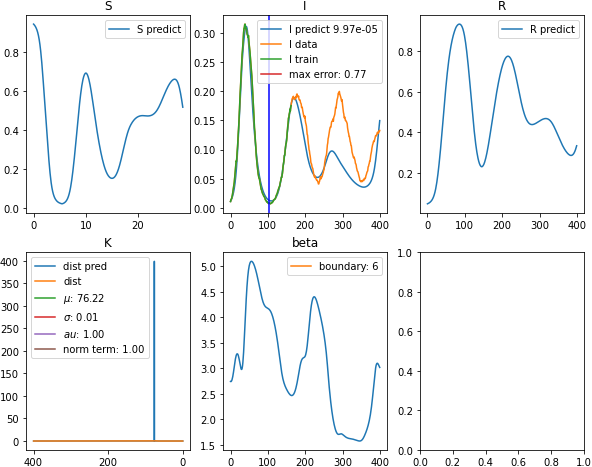 S
I
R
S predict
I predict 9.97e-05
I data
I train
max error: 0.77
R predict
0.8
0.6
0.4
0.2
0.0
0 10 20
0.30
0.25
0.20
0.15
0.10
0.05
0.00
0 100 200 300 400
0.8
0.6
0.4
0.2
0 100 200 300 400
K
beta
dist pred
dist
μ: 76.22
σ: 0.01
au: 1.00
norm term: 1.00
boundary: 6
400
350
300
250
200
150
100
50
0
400 200 0
5.0
4.5
4.0
3.5
3.0
2.5
2.0
1.5
0 100 200 300 400
1.0
0.8
0.6
0.4
0.2
0.0
0.0 0.2 0.4 0.6 0.8 1.0